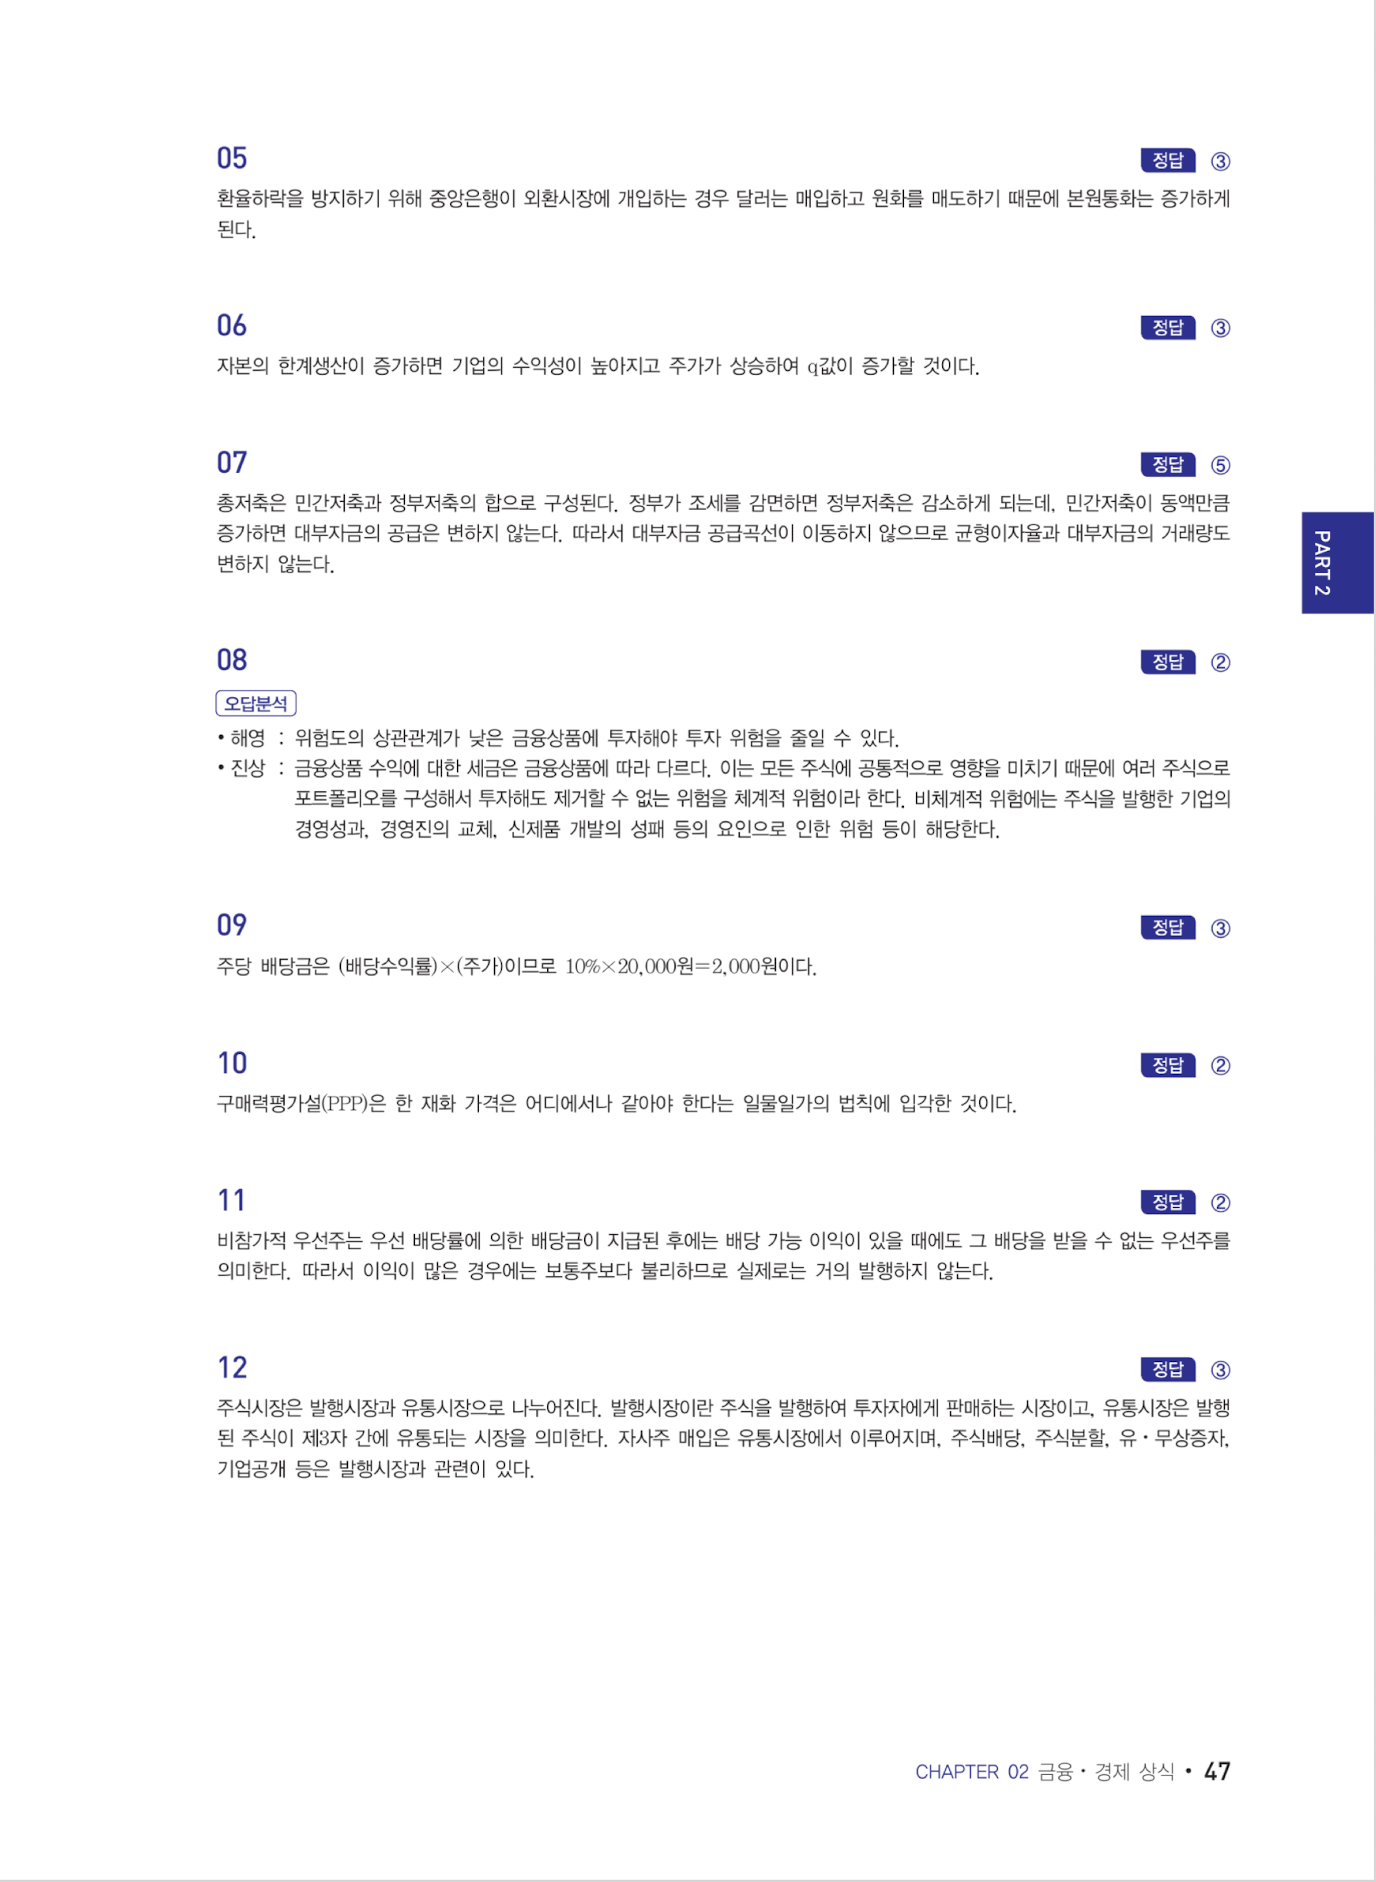 05 정답 ③
환율하락을 방지하기 위해 중앙은행이 외환시장에 개입하는 경우 달러는 매입하고 원화를 매도하기 때문에 본원통화는 증가하게
된다.
06 정답 ③
자본의 한계생산이 증가하면 기업의 수익성이 높아지고 주가가 상승하여 q값이 증가할 것이다.
07 정답 ⑤
총저축은 민간저축과 정부저축의 합으로 구성된다. 정부가 조세를 감면하면 정부저축은 감소하게 되는데, 민간저축이 동액만큼
증가하면 대부자금의 공급은 변하지 않는다. 따라서 대부자금 공급곡선이 이동하지 않으므로 균형이자율과 대부자금의 거래량도
변하지 않는다.
PART 2
08 정답 ②
오답분석
• 해영 : 위험도의 상관관계가 낮은 금융상품에 투자해야 투자 위험을 줄일 수 있다.
• 진상 : 금융상품 수익에 대한 세금은 금융상품에 따라 다르다. 이는 모든 주식에 공통적으로 영향을 미치기 때문에 여러 주식으로
포트폴리오를 구성해서 투자해도 제거할 수 없는 위험을 체계적 위험이라 한다. 비체계적 위험에는 주식을 발행한 기업의
경영성과, 경영진의 교체, 신제품 개발의 성패 등의 요인으로 인한 위험 등이 해당한다.
09 정답 ③
주당 배당금은 (배당수익률)×(주가)이므로 10%×20,000원=2,000원이다.
10 정답 ②
구매력평가설(PPP)은 한 재화 가격은 어디에서나 같아야 한다는 일물일가의 법칙에 입각한 것이다.
11 정답 ②
비참가적 우선주는 우선 배당률에 의한 배당금이 지급된 후에는 배당 가능 이익이 있을 때에도 그 배당을 받을 수 없는 우선주를
의미한다. 따라서 이익이 많은 경우에는 보통주보다 불리하므로 실제로는 거의 발행하지 않는다.
12 정답 ③
주식시장은 발행시장과 유통시장으로 나누어진다. 발행시장이란 주식을 발행하여 투자자에게 판매하는 시장이고, 유통시장은 발행
된 주식이 제3자 간에 유통되는 시장을 의미한다. 자사주 매입은 유통시장에서 이루어지며, 주식배당, 주식분할, 유·무상증자,
기업공개 등은 발행시장과 관련이 있다.
CHAPTER 02 금융·경제 상식 • 47